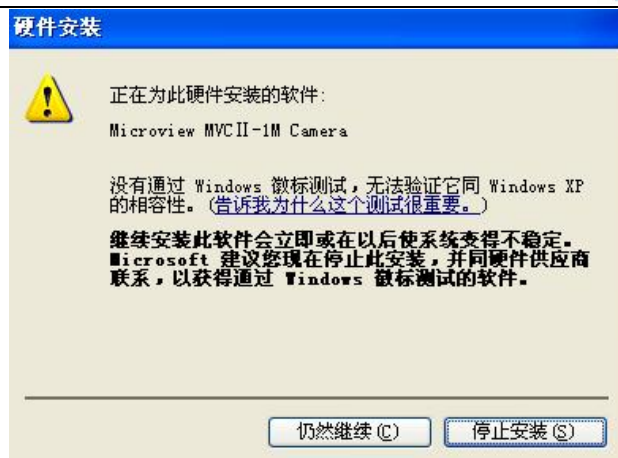 硬件安装
正在为此硬件安装的软件:
Microview MVCII-1M Camera
没有通过 Windows 徽标测试，无法验证它同 Windows XP
的相容性。(告诉我为什么这个测试很重要。)
继续安装此软件会立即或在以后使系统变得不稳定。
Microsoft 建议您现在停止此安装，并同硬件供应商
联系，以获得通过 Windows 徽标测试的软件。
仍然继续(C)
停止安装(S)